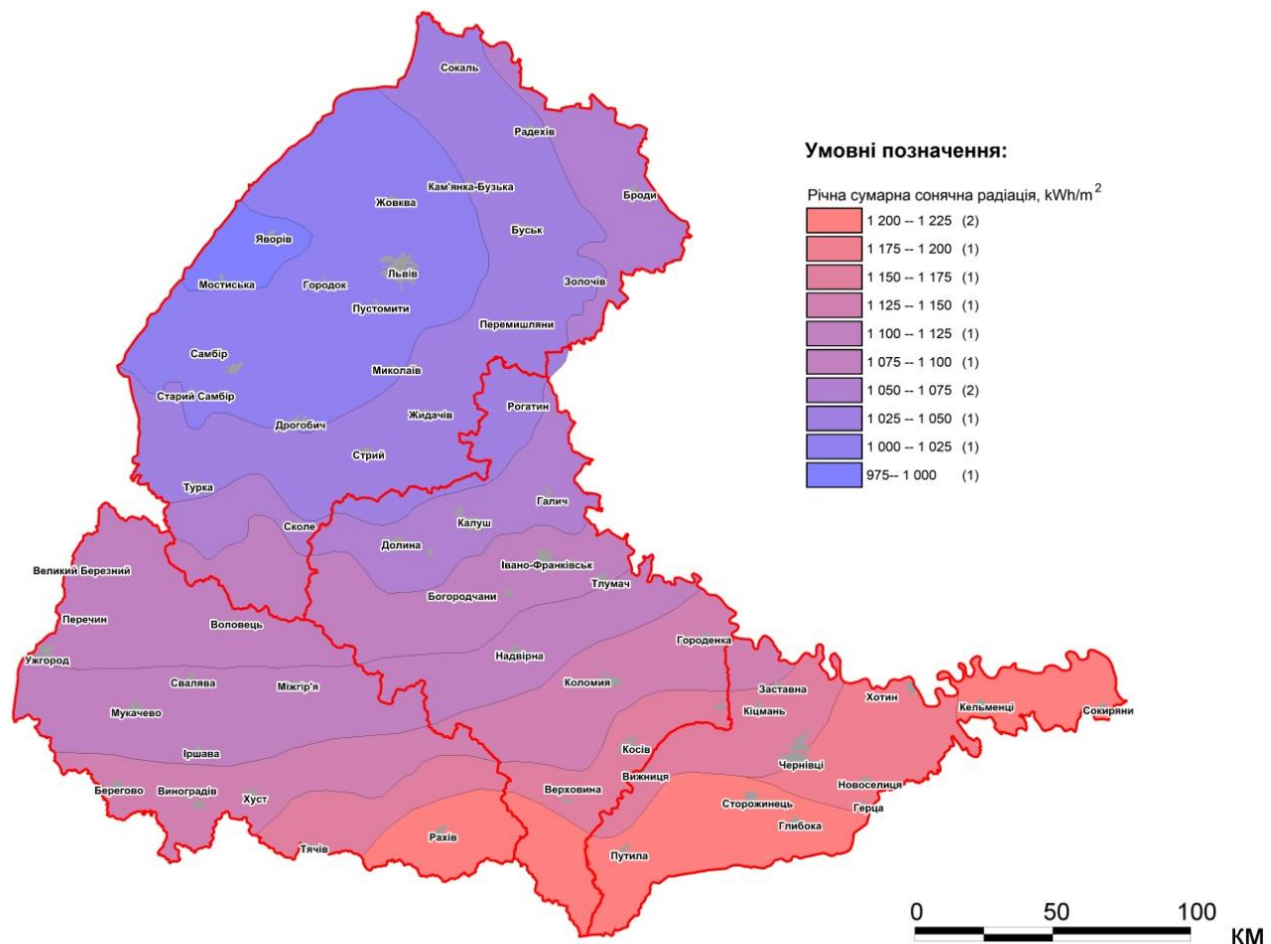 Сокаль
Радехів
Кам'янка-Бузька
Броди
Жовква
Буськ
Яворів
Львів
Мостиська
Городок
Золочів
Пустомити
Перемишляни
Самбір
Миколаїв
Старий Самбір
Рогатин
Жидачів
Дрогобич
Стрий
Турка
Галич
Сколе
Калуш
Долина
Івано-Франківськ
Великий Березний
Тлумач
Богородчани
Перечин
Воловець
Городенка
Ужгород
Надвірна
Свалява
Міжгір'я
Коломия
Заставна
Хотин
Мукачево
Кіцмань
Кельменці
Сокиряни
Іршава
Косів
Чернівці
Вижниця
Берегово
Виноградів
Хуст
Верховина
Новоселиця
Сторожинець
Герца
Глибока
Рахів
Тячів
Путила
Умовні позначення:
Річна сумарна сонячна радіація, kWh/m²
1 200 -- 1 225 (2)
1 175 -- 1 200 (1)
1 150 -- 1 175 (1)
1 125 -- 1 150 (1)
1 100 -- 1 125 (1)
1 075 -- 1 100 (1)
1 050 -- 1 075 (2)
1 025 -- 1 050 (1)
1 000 -- 1 025 (1)
975-- 1 000 (1)
0 50 100
КМ